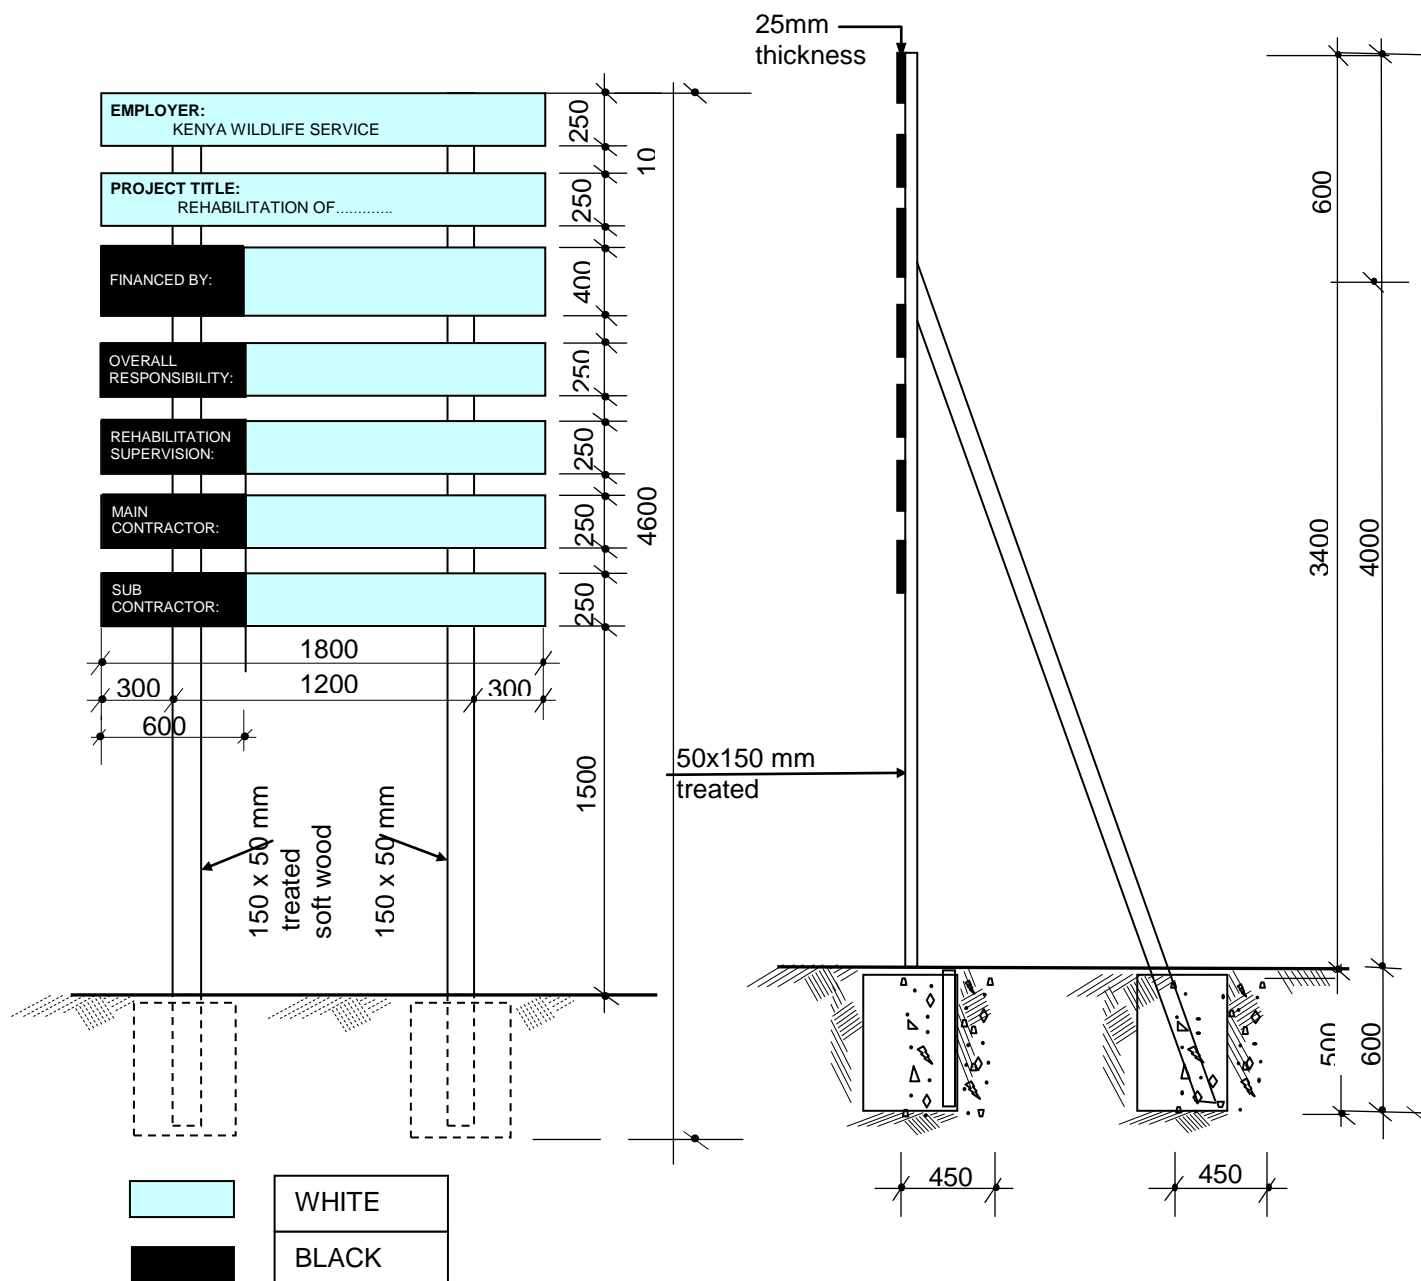 25mm
thickness
EMPLOYER:
KENYA WILDLIFE SERVICE
PROJECT TITLE:
REHABILITATION OF.............
FINANCED BY:
OVERALL
RESPONSIBILITY:
REHABILITATION
SUPERVISION:
MAIN
CONTRACTOR:
SUB
CONTRACTOR:
250
10
250
400
250
250
250
250
4600
1500
1800
300
1200
300
600
150 x 50 mm
treated
soft wood
150 x 50 mm
50x150 mm
treated
600
3400
4000
500
600
450
450
WHITE
BLACK